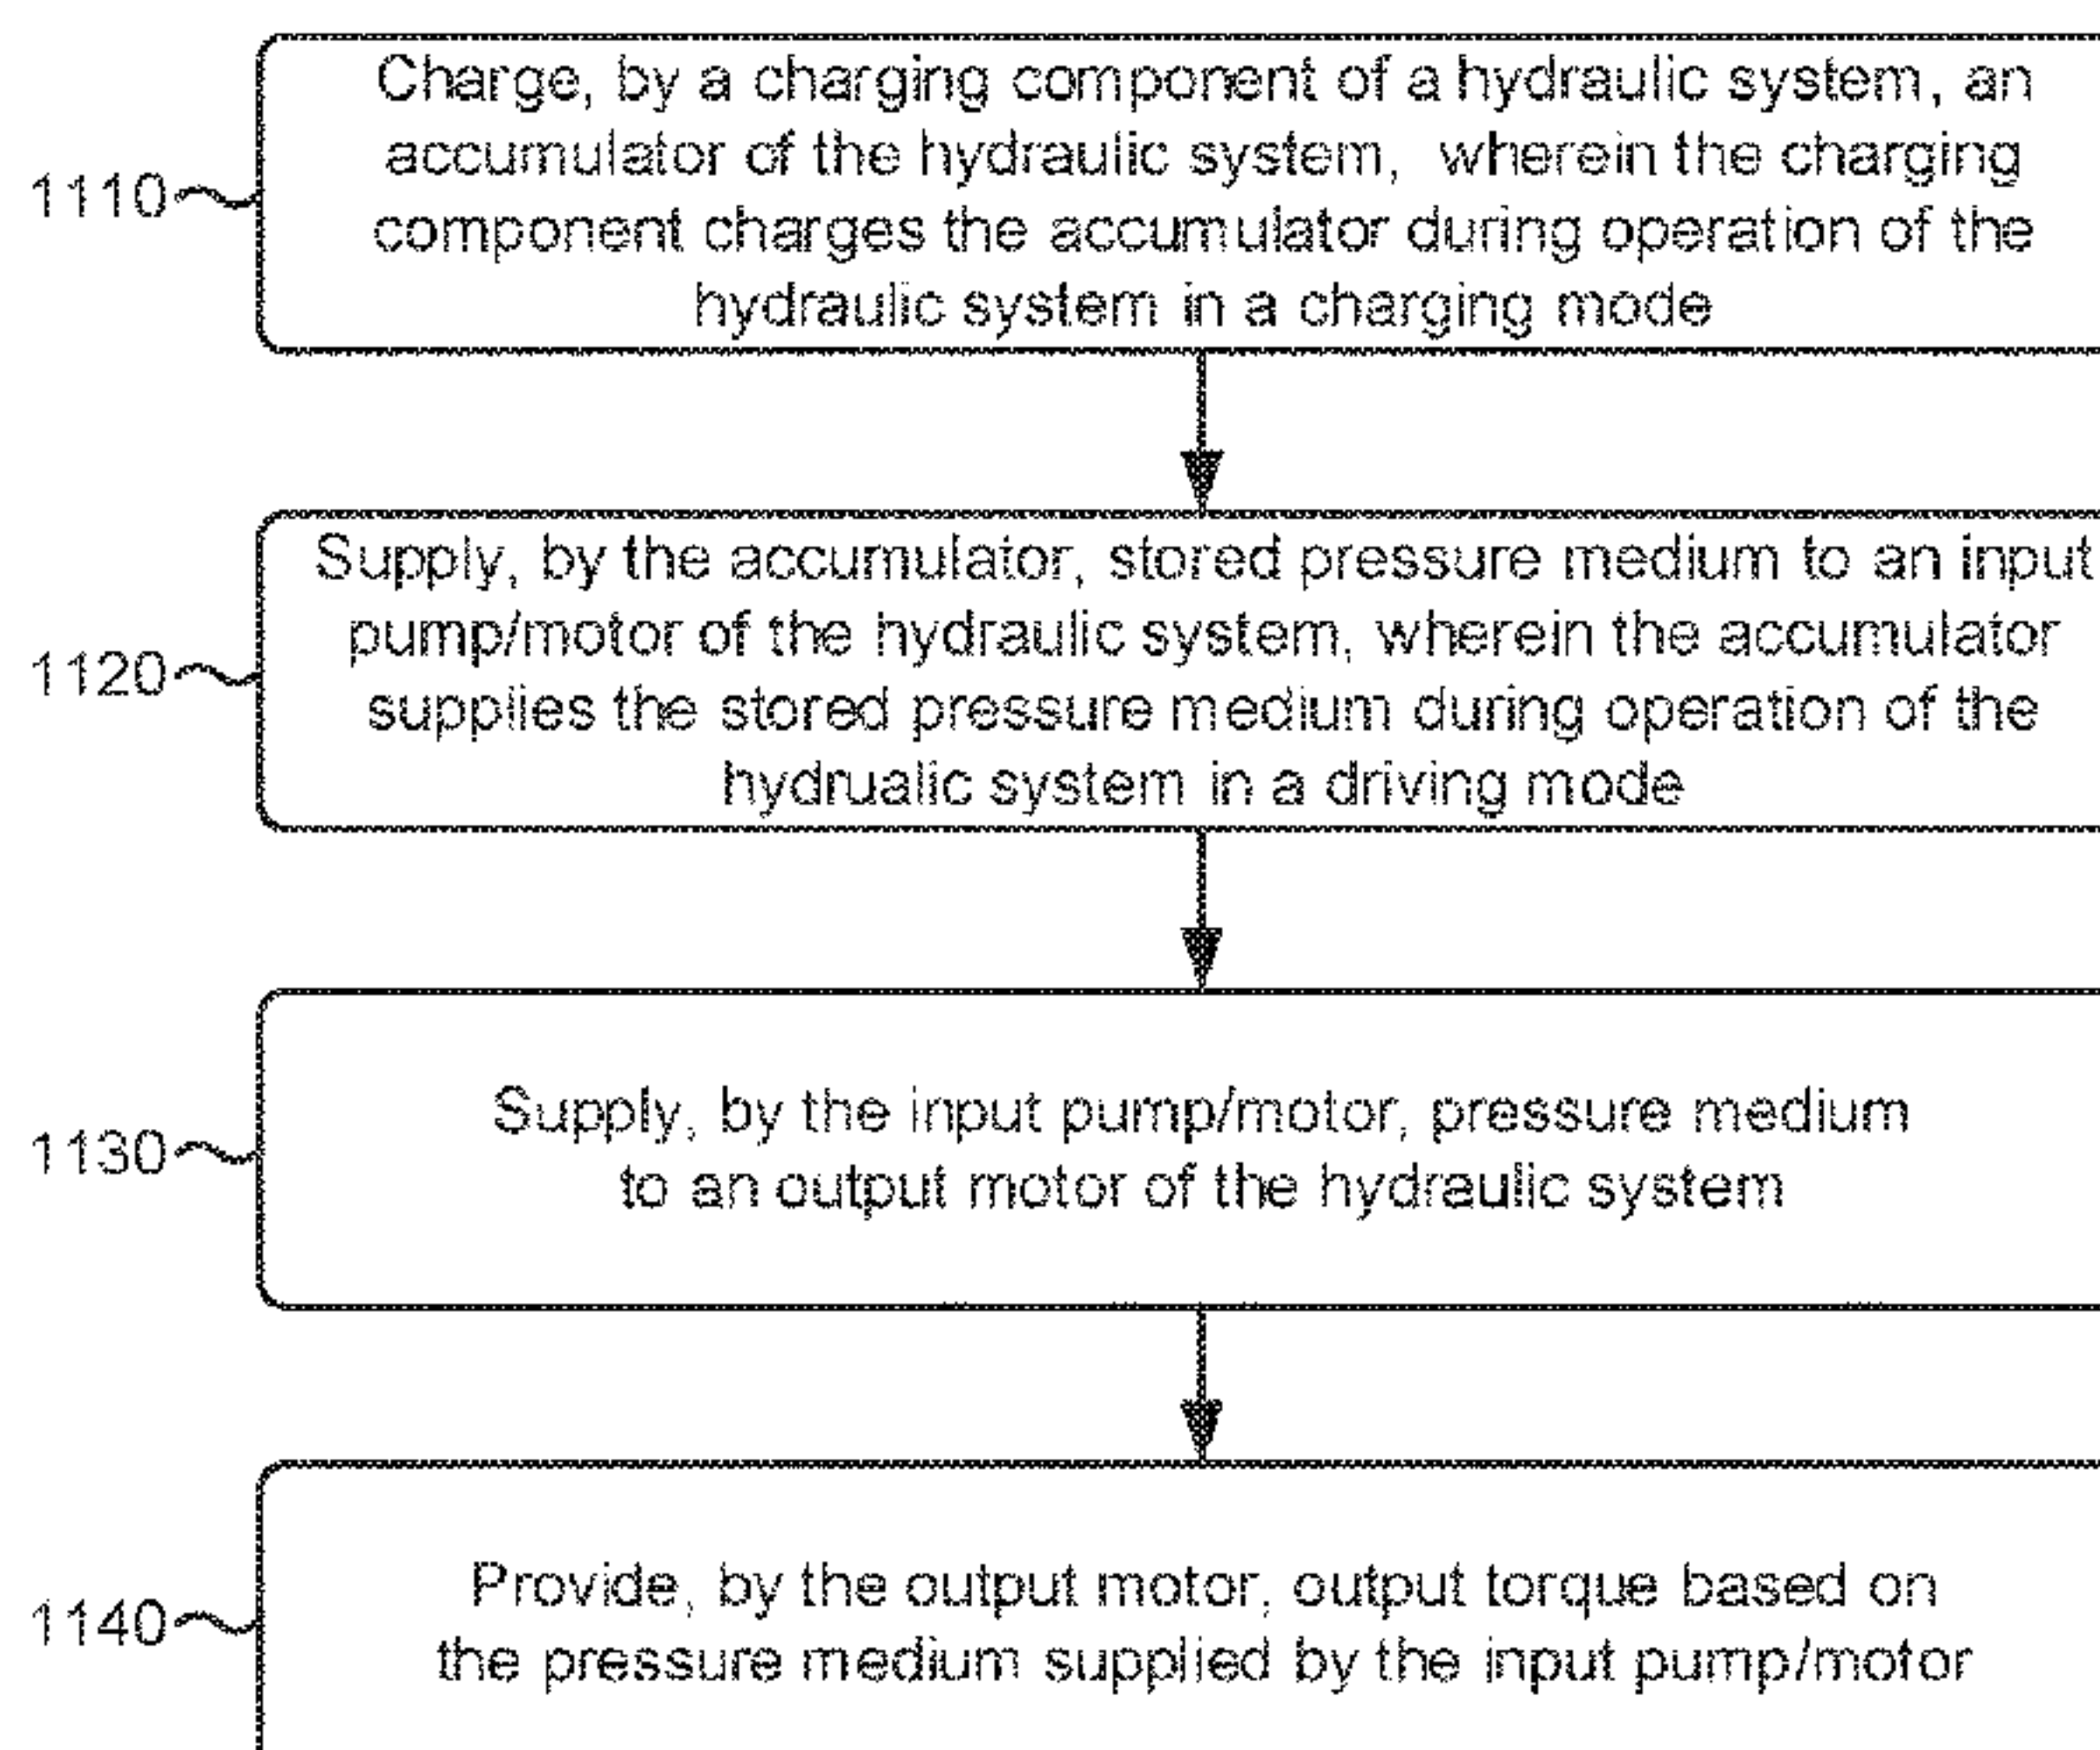 Charge, by a charging component of a hydraulic system, an
accumulator of the hydraulic system, wherein the charging
1110
component charges the accumulator during operation of the
hydraulic system in a charging mode
Supply, by the accumulator, stored pressure medium to an input
pump/motor of the hydraulic system, wherein the accumulator
1120
supplies the stored pressure medium during operation of the
hydrualic system in a driving mode
Supply, by the input pump/motor, pressure medium
1130
to an output motor of the hydraulic system
Provide, by the output motor, output torque based on
1140
the pressure medium supplied by the input pump/motor